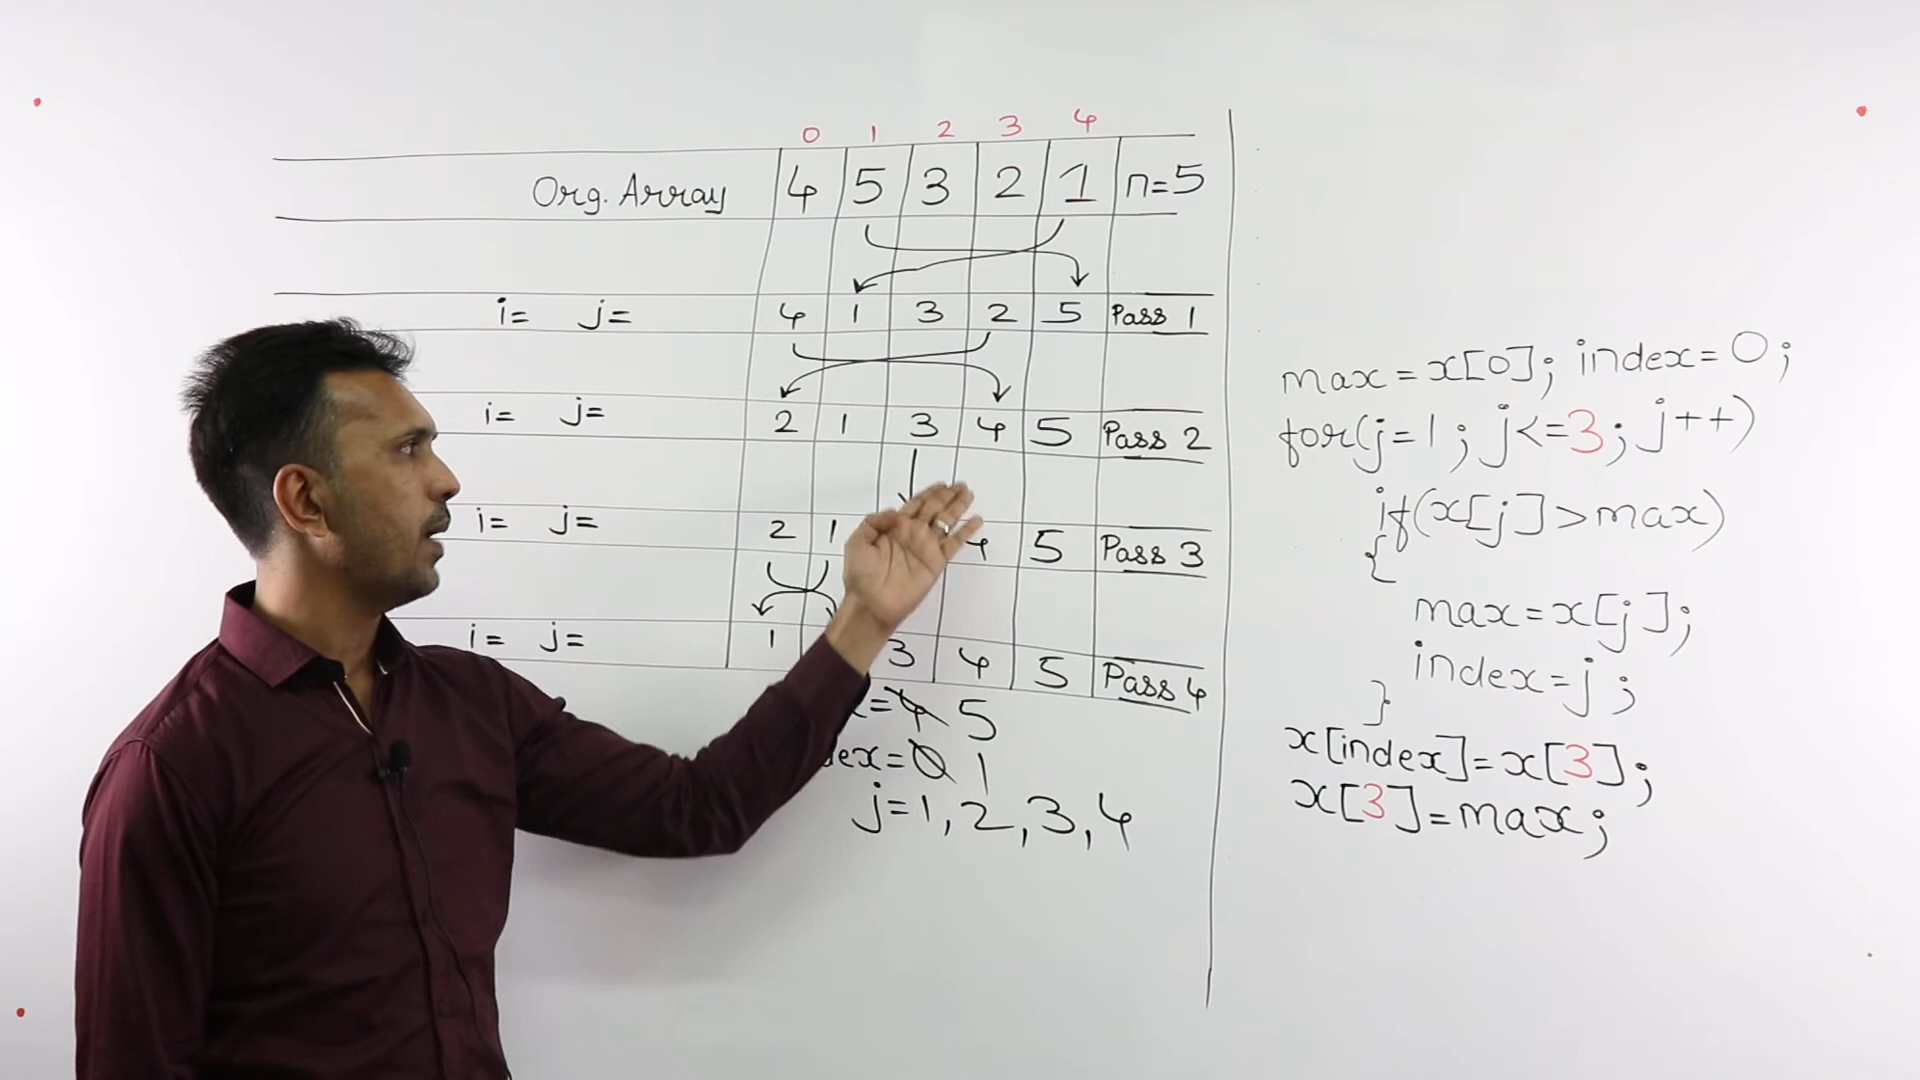 0 1 2 3 4
Org. Array 4 5 3 2 1 n=5
i= j= 4 1 3 2 5 Pass 1
i= j= 2 1 3 4 5 Pass 2
i= j= 2 1 4 5 Pass 3
i= j= 1 3 4 5 Pass 4
=4 5
dex=0 1
j=1,2,3,4
max=x[0]; index=0;
for(j=1; j<=3; j++)
if(x[j]>max)
{
max=x[j];
index=j;
}
x[index]=x[3];
x[3]=max;